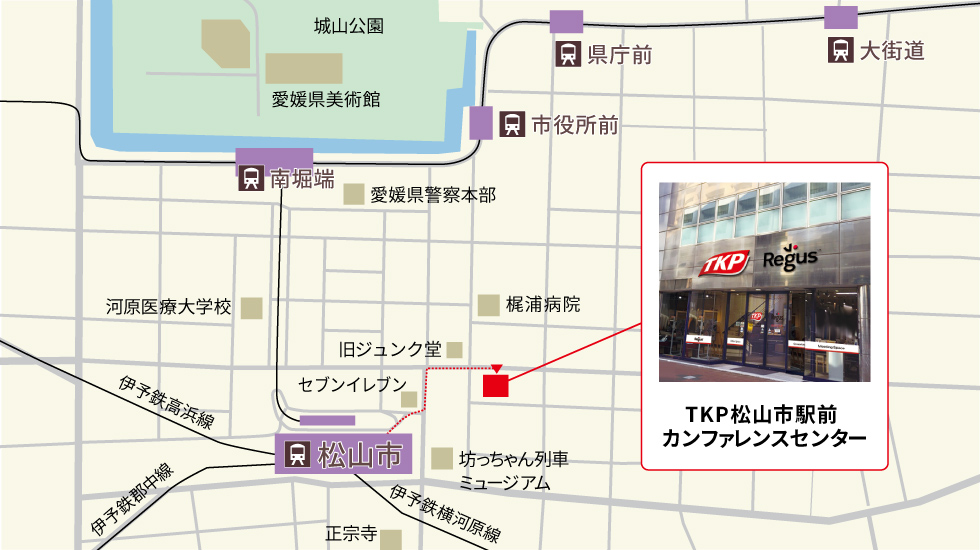 城山公園
県庁前
大街道
愛媛県美術館
市役所前
南堀端
愛媛県警察本部
TKP
Regus
河原医療大学校
梶浦病院
TKP
旧ジュンク堂
Regus
伊予鉄高浜線
セブンイレブン
TKP松山市駅前
カンファレンスセンター
松山市
坊っちゃん列車
ミュージアム
伊予鉄郡中線
伊予鉄横河原線
正宗寺